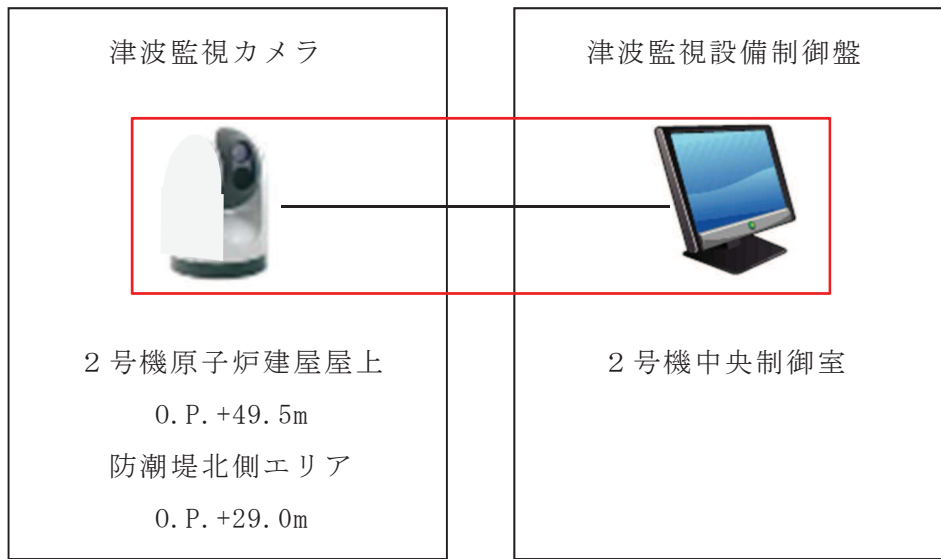 津波監視カメラ
津波監視設備制御盤
２号機原子炉建屋屋上
O.P.+49.5m
防潮堤北側エリア
O.P.+29.0m
２号機中央制御室